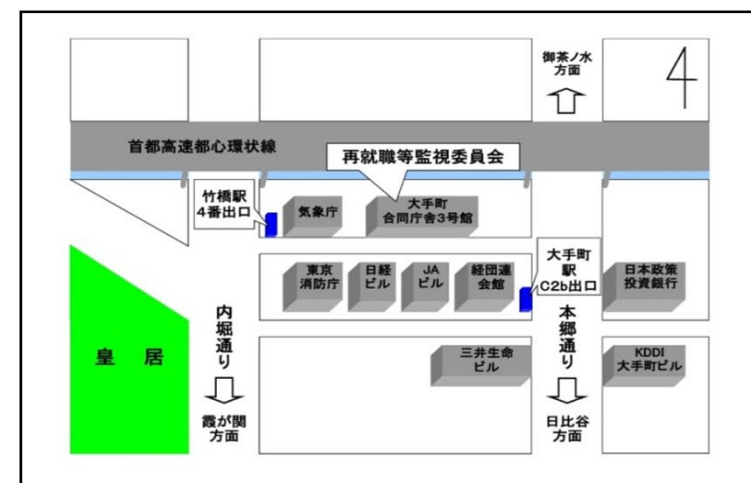 御茶ノ水
方面
首都高速都心環状線
再就職等監視委員会
竹橋駅
4番出口
気象庁
大手町
合同庁舎3号館
大手町
駅
C2b出口
東京
消防庁
日経
ビル
JA
ビル
経団連
会館
日本政策
投資銀行
内堀通り
本郷通り
皇居
三井生命
ビル
KDDI
大手町ビル
霞が関
方面
日比谷
方面